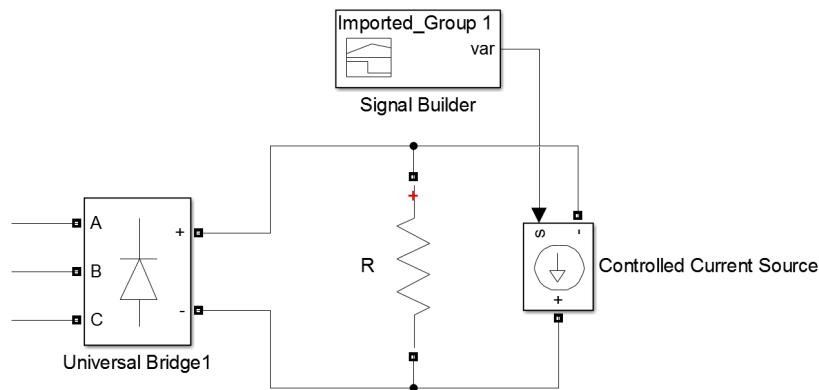 Imported_Group 1
var
Signal Builder
A
+
B
C
-
Universal Bridge1
+
R
s
-
+
Controlled Current Source